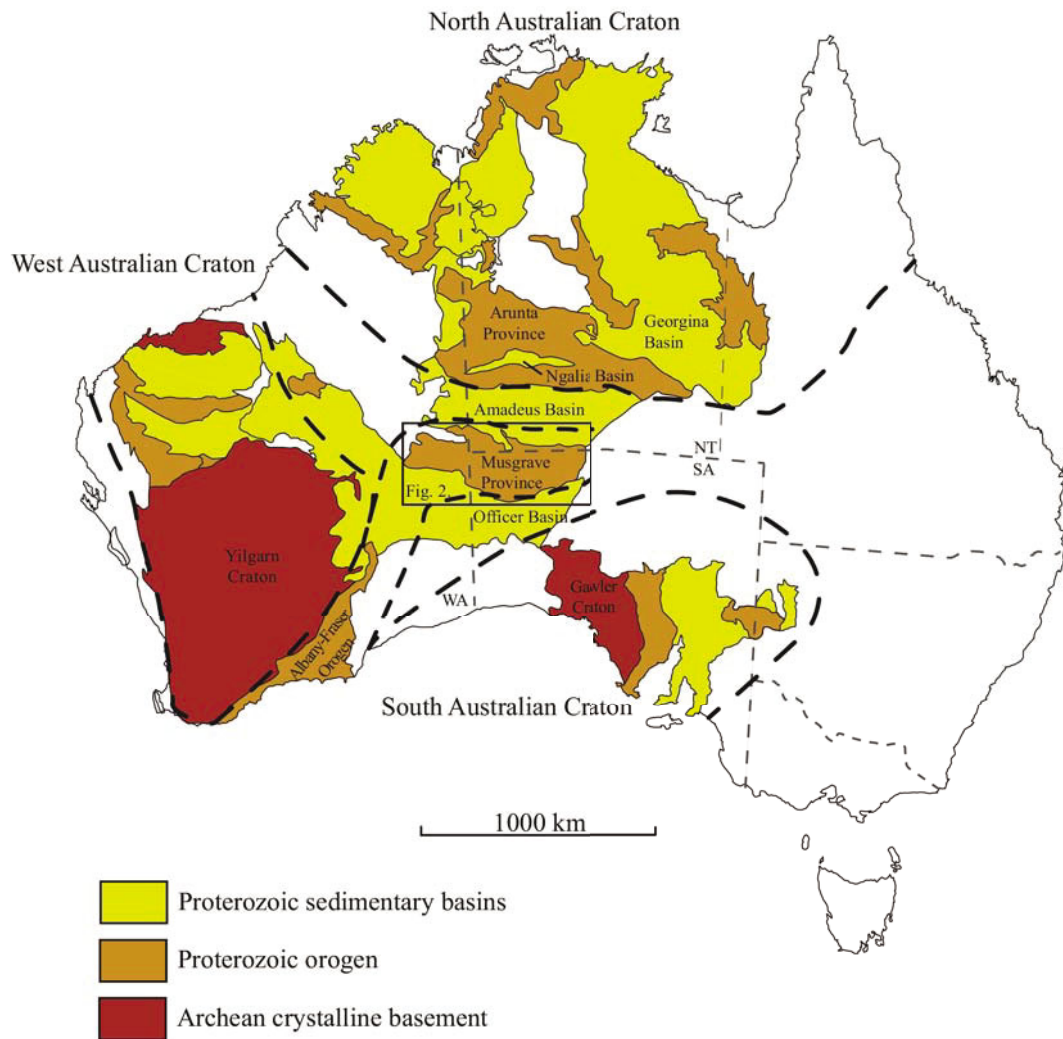 North Australian Craton
West Australian Craton
Arunta
Province
Georgina
Basin
Ngalia Basin
Amadeus Basin
NT
SA
Musgrave
Province
Fig. 2
Officer Basin
Yilgarn
Craton
WA
Gawler
Craton
Albany-Fraser
Orogen
South Australian Craton
1000 km
Proterozoic sedimentary basins
Proterozoic orogen
Archean crystalline basement